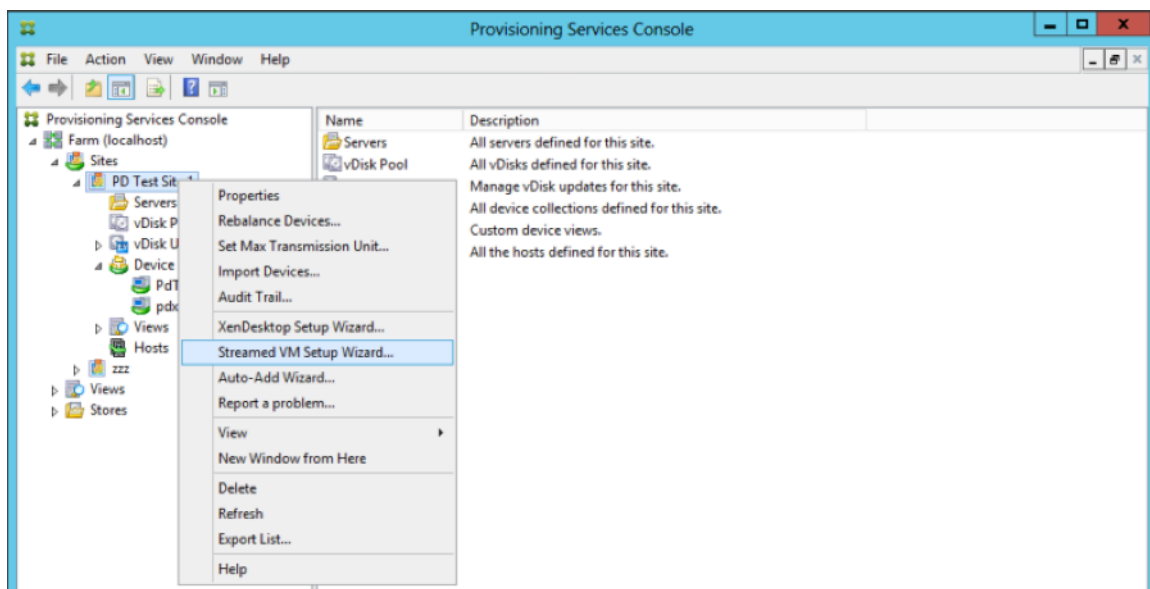 Provisioning Services Console
File Action View Window Help
Provisioning Services Console
Farm (localhost)
Sites
PD Test Site 1
Servers
vDisk P
vDisk U
Device
PdT
pdx
Views
Hosts
zzz
Views
Stores
Properties
Rebalance Devices...
Set Max Transmission Unit...
Import Devices...
Audit Trail...
XenDesktop Setup Wizard...
Streamed VM Setup Wizard...
Auto-Add Wizard...
Report a problem...
View
New Window from Here
Delete
Refresh
Export List...
Help
Name Description
Servers All servers defined for this site.
vDisk Pool All vDisks defined for this site.
Manage vDisk updates for this site.
All device collections defined for this site.
Custom device views.
All the hosts defined for this site.